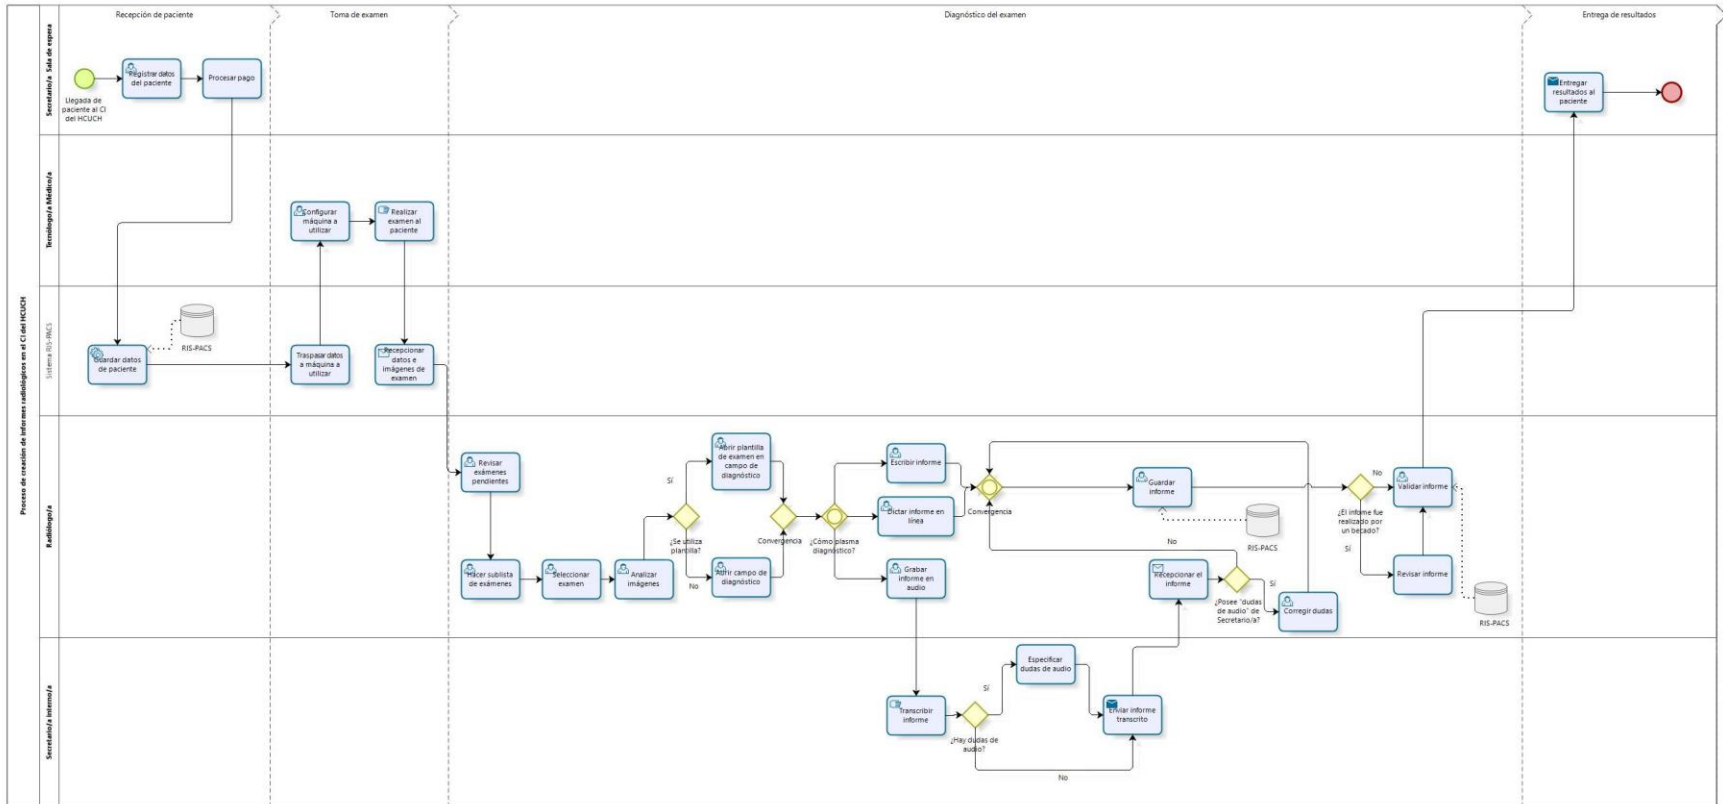 Recepción de paciente
Toma de examen
Diagnóstico del examen
Entrega de resultados
Proceso de creación de informes radiológicos en el CI del HCUCH
Secretario/a Sala de espera
Llegada de
paciente al CI
del HCUCH
Registrar datos
del paciente
Procesar pago
Entregar
resultados al
paciente
Tecnólogo/a Médico/a
Configurar
máquina a
utilizar
Realizar
examen al
paciente
Sistema RIS-PACS
RIS-PACS
Guardar datos
de paciente
Traspasar datos
a máquina a
utilizar
Recepcionar
datos e
imágenes de
examen
Radiólogo/a
Revisar
exámenes
pendientes
Hacer sublista
de exámenes
Seleccionar
examen
Analizar
imágenes
¿Se utiliza
plantilla?
Sí
No
Abrir plantilla
de examen en
campo de
diagnóstico
Abrir campo de
diagnóstico
Convergencia
¿Cómo plasma
diagnóstico?
Escribir informe
Dictar informe en
línea
Grabar
informe en
audio
Convergencia
Guardar
informe
RIS-PACS
Recepcionar el
informe
No
Sí
¿Posee "dudas
de audio" de
Secretario/a?
Corregir dudas
¿El informe fue
realizado por
un becado?
No
Sí
Validar informe
Revisar informe
RIS-PACS
Secretario/a Interno/a
Transcribir
informe
¿Hay dudas de
audio?
Sí
No
Especificar
dudas de audio
Enviar informe
transcrito